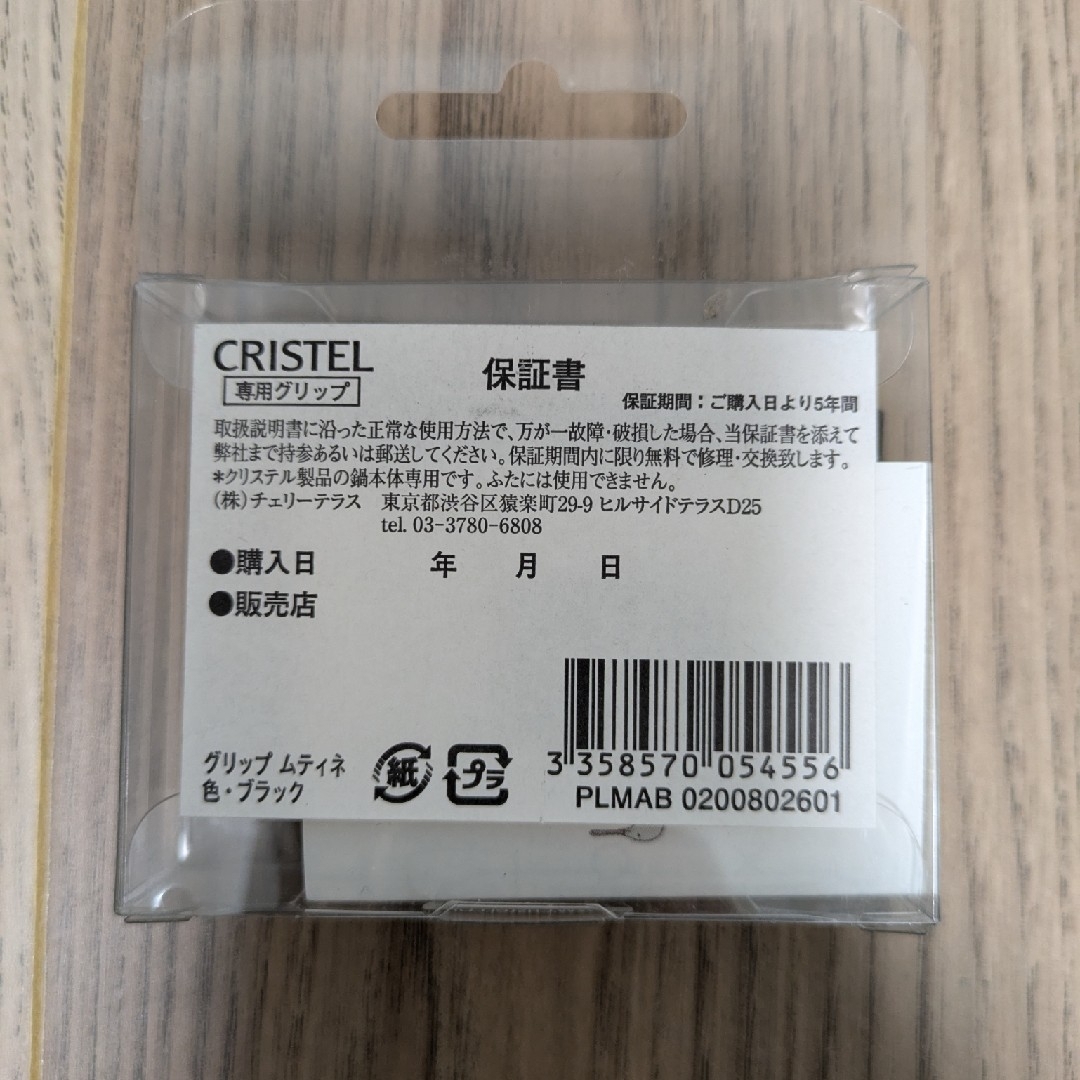 CRISTEL
専用グリップ
保証書
保証期間：ご購入日より5年間
取扱説明書に沿った正常な使用方法で、万が一故障・破損した場合、当保証書を添えて
弊社まで持参あるいは郵送してください。保証期間内に限り無料で修理・交換致します。
*クリステル製品の鍋本体専用です。ふたには使用できません。
(株)チェリーテラス 東京都渋谷区猿楽町29-9 ヒルサイドテラスD25
tel. 03-3780-6808
●購入日 年 月 日
●販売店
グリップ ムティネ
色・ブラック
紙
プラ
3 358570 054556
PLMAB 0200802601